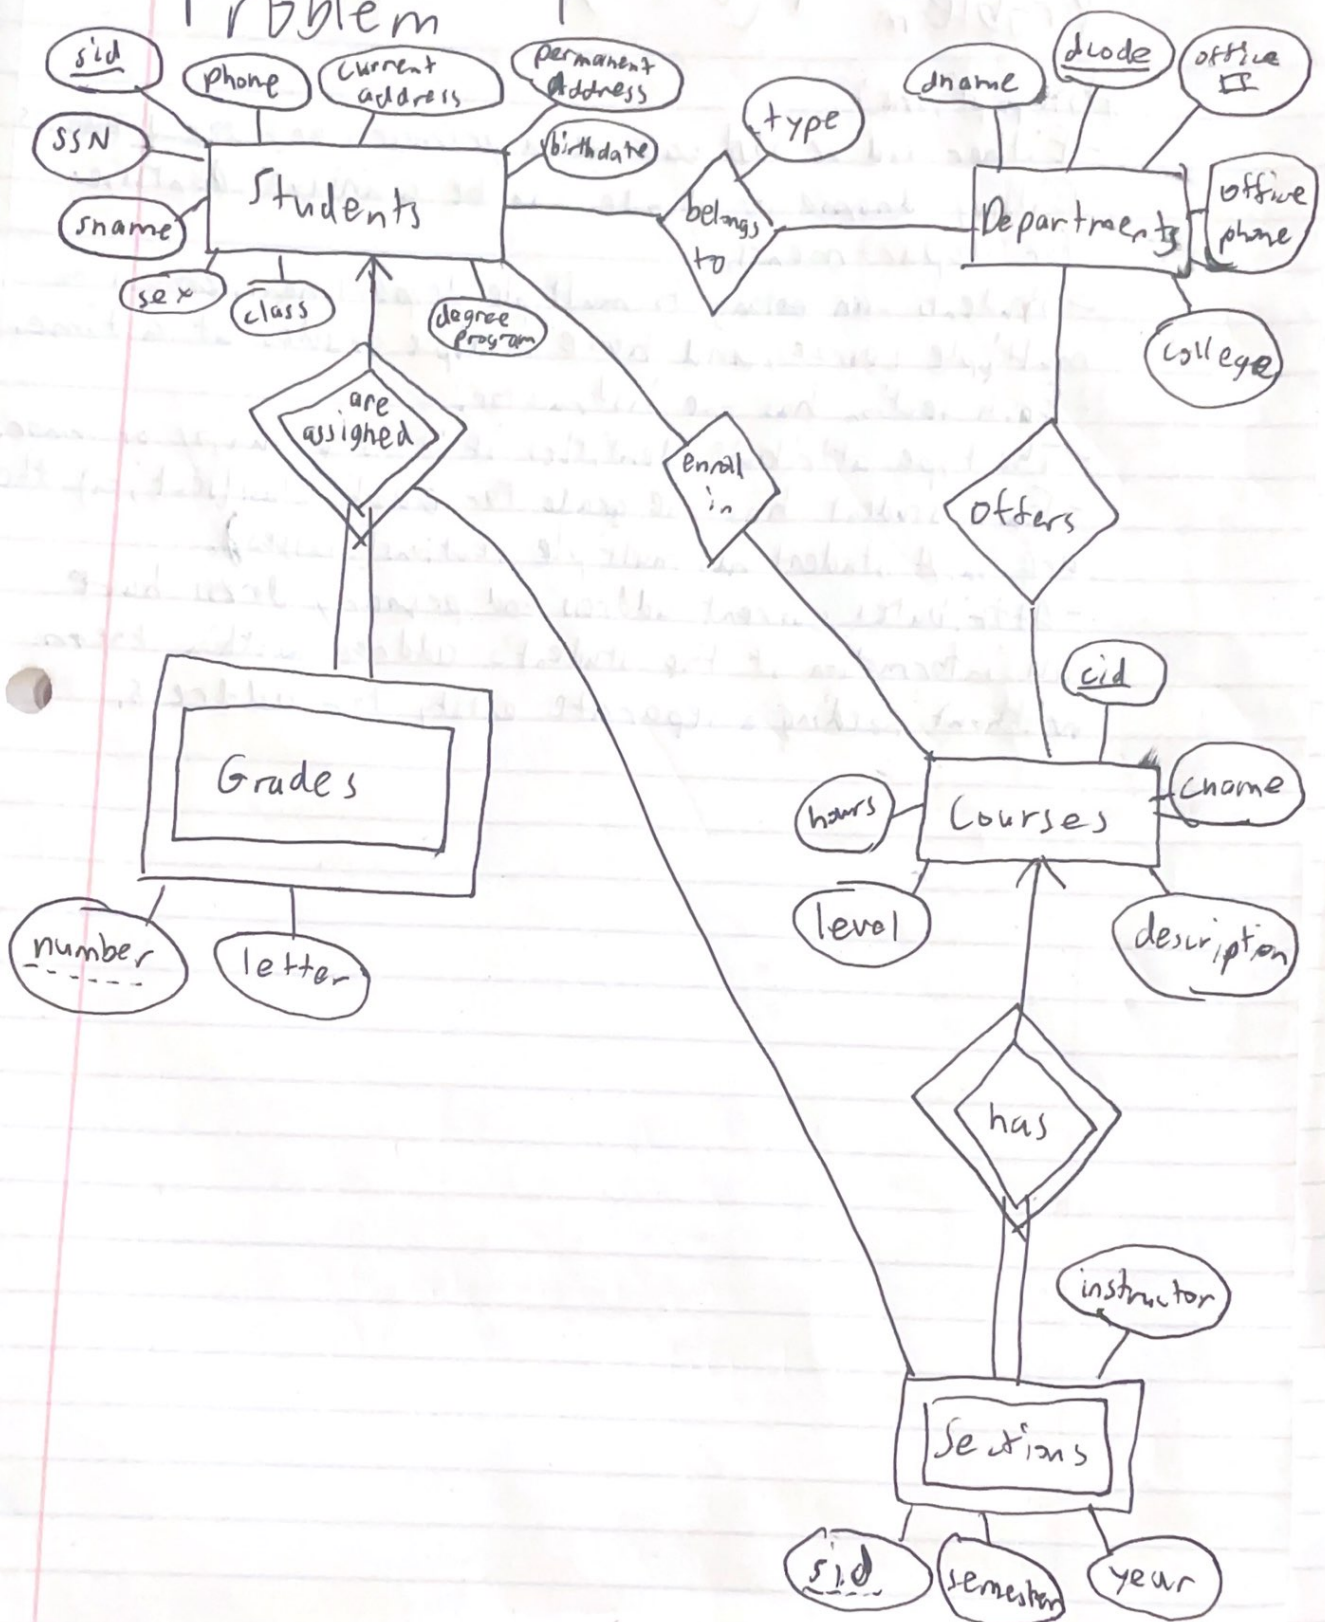 Problem
sid
phone
current
address
permanent
Address
SSN
birthdate
sname
Students
sex
class
degree
program
type
belongs
to
dname
dcode
office
Departments
office
phone
college
are
assigned
enroll
in
offers
Grades
number
letter
cid
hours
Courses
cname
level
description
has
instructor
Sections
sid
semester
year